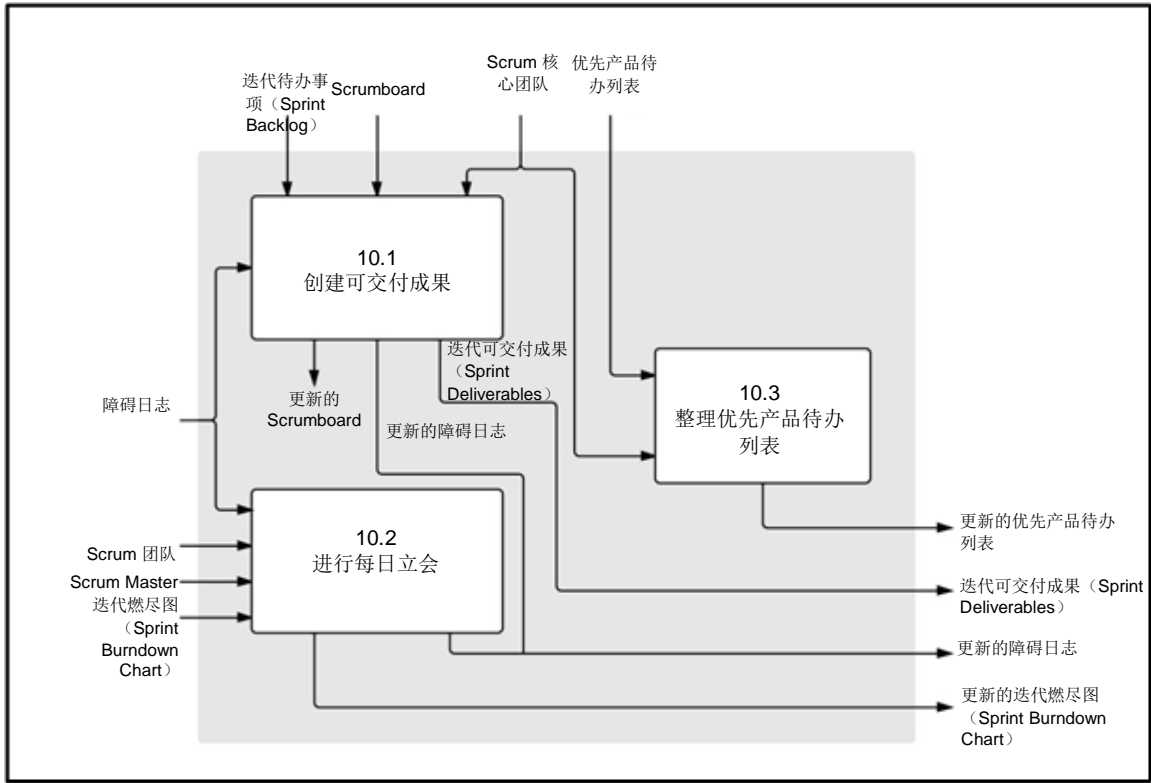 迭代待办事
项（Sprint
Backlog）
Scrumboard
Scrum 核
心团队
优先产品待
办列表
10.1
创建可交付成果
迭代可交付成果
（Sprint
Deliverables）
障碍日志
更新的
Scrumboard
更新的障碍日志
10.3
整理优先产品待办
列表
10.2
进行每日立会
Scrum 团队
Scrum Master
迭代燃尽图
（Sprint
Burndown
Chart）
更新的优先产品待办
列表
迭代可交付成果（Sprint
Deliverables）
更新的障碍日志
更新的迭代燃尽图
（Sprint Burndown
Chart）